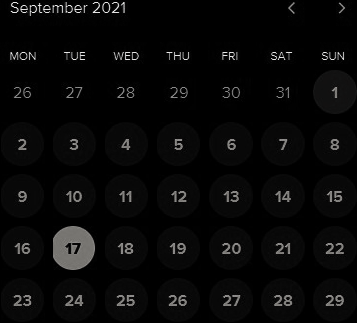 September 2021
MON TUE WED THU FRI SAT SUN
26 27 28 29 30 31 1
2 3 4 5 6 7 8
9 10 11 12 13 14 15
16 17 18 19 20 21 22
23 24 25 26 27 28 29